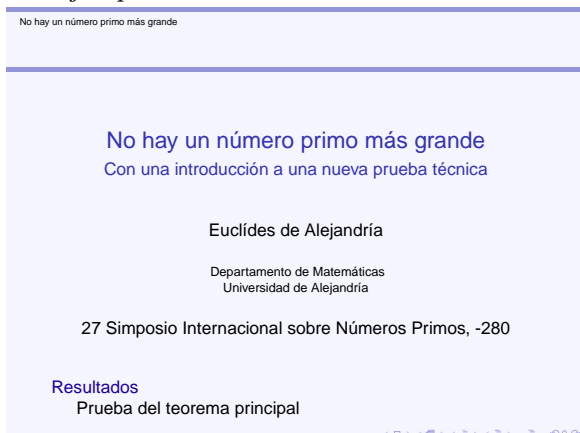 No hay un número primo más grande
No hay un número primo más grande
Con una introducción a una nueva prueba técnica
Euclídes de Alejandría
Departamento de Matemáticas
Universidad de Alejandría
27 Simposio Internacional sobre Números Primos, -280
Resultados
Prueba del teorema principal